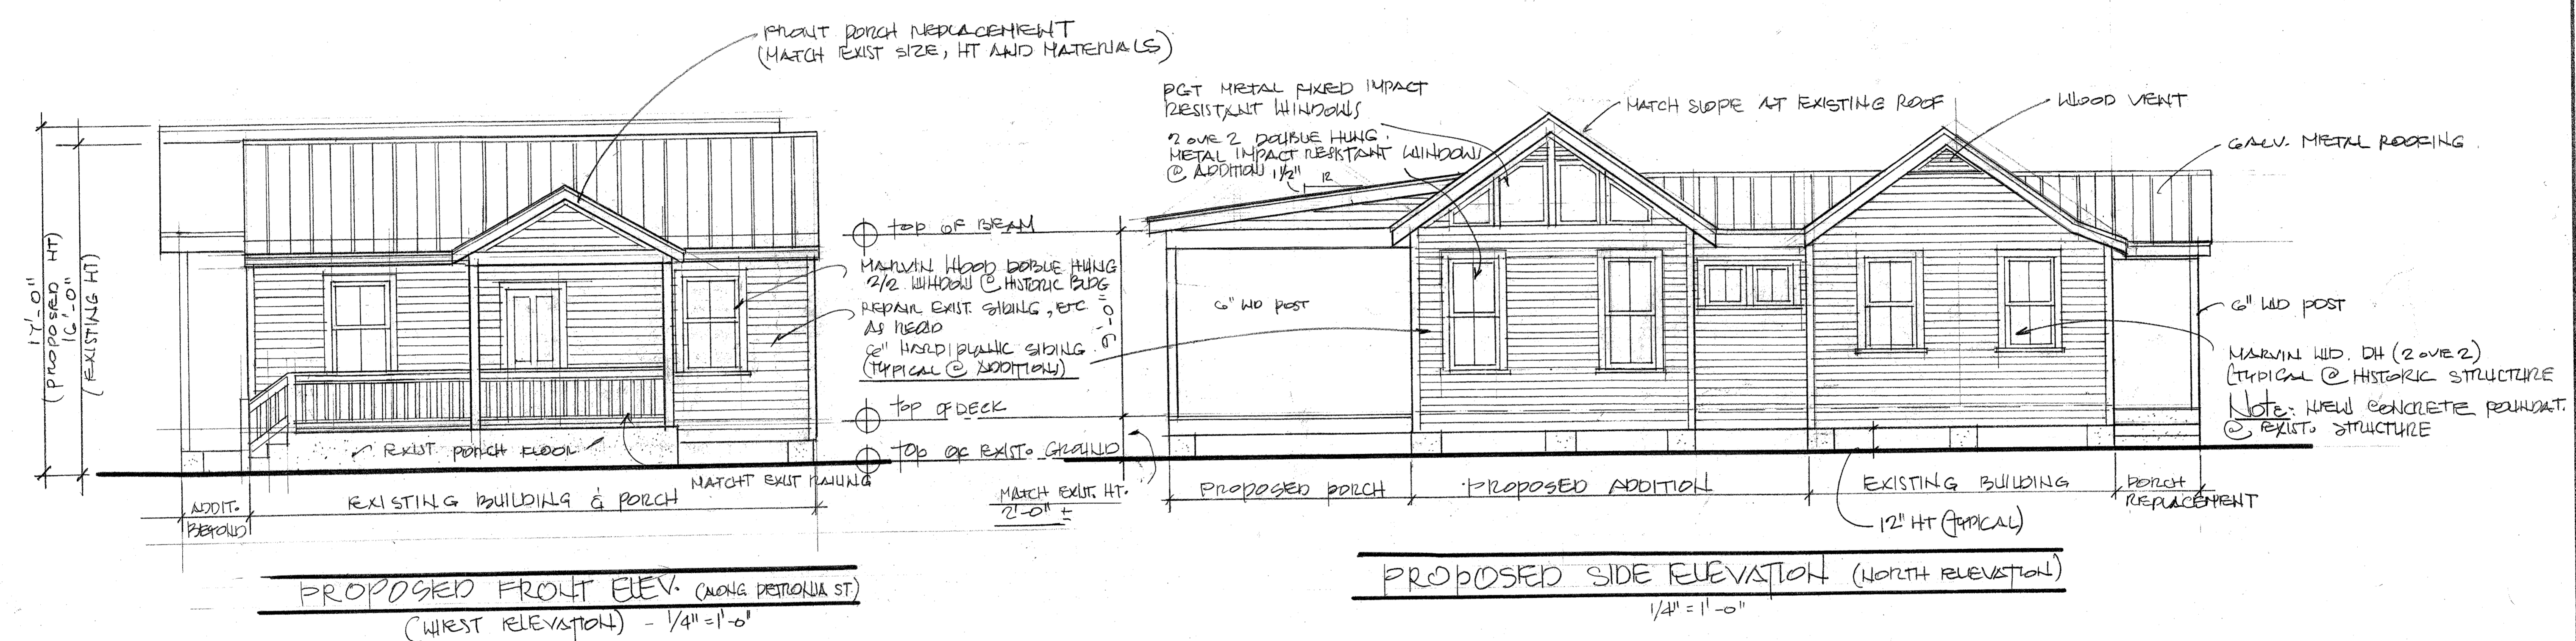 FRONT PORCH REPLACEMENT
(MATCH EXIST SIZE, HT AND MATERIALS)
17'-0"
(PROPOSED HT)
16'-0"
(EXISTING HT)
TOP OF BEAM
MARVIN WOOD DOBLE HUNG
2/2 WINDOW @ HISTORIC BLDG
REPAIR EXIST. SIDING, ETC
AS READ
6" HARDIPLANK SIDING
(TYPICAL @ ADDITION)
9'-0"
TOP OF DECK
TOP OF EXIST. GROUND
EXIST. PORCH FLOOR
MATCHT EXIST RAILING
ADDIT.
BEYOND
EXISTING BUILDING & PORCH
MATCH EXIST. HT.
2'-0" ±
PROPOSED FRONT ELEV. (ALONG PETRONIA ST.)
(WEST ELEVATION) - 1/4" = 1'-0"
PGT METAL FIXED IMPACT
RESISTANT WINDOWS
2 OVE 2 DOUBLE HUNG.
METAL IMPACT RESISTANT WINDOWS
@ ADDITION
1 1/2"
12
MATCH SLOPE AT EXISTING ROOF
WOOD VENT
GALV. METAL ROOFING
6" WD POST
6" WD POST
MARVIN WD. DH (2 OVE 2)
(TYPICAL @ HISTORIC STRUCTURE
NOTE: NEW CONCRETE FOUNDAT.
@ EXIST. STRUCTURE
PROPOSED PORCH
PROPOSED ADDITION
EXISTING BUILDING
PORCH
REPLACEMENT
12" HT (TYPICAL)
PROPOSED SIDE ELEVATION (NORTH ELEVATION)
1/4" = 1'-0"